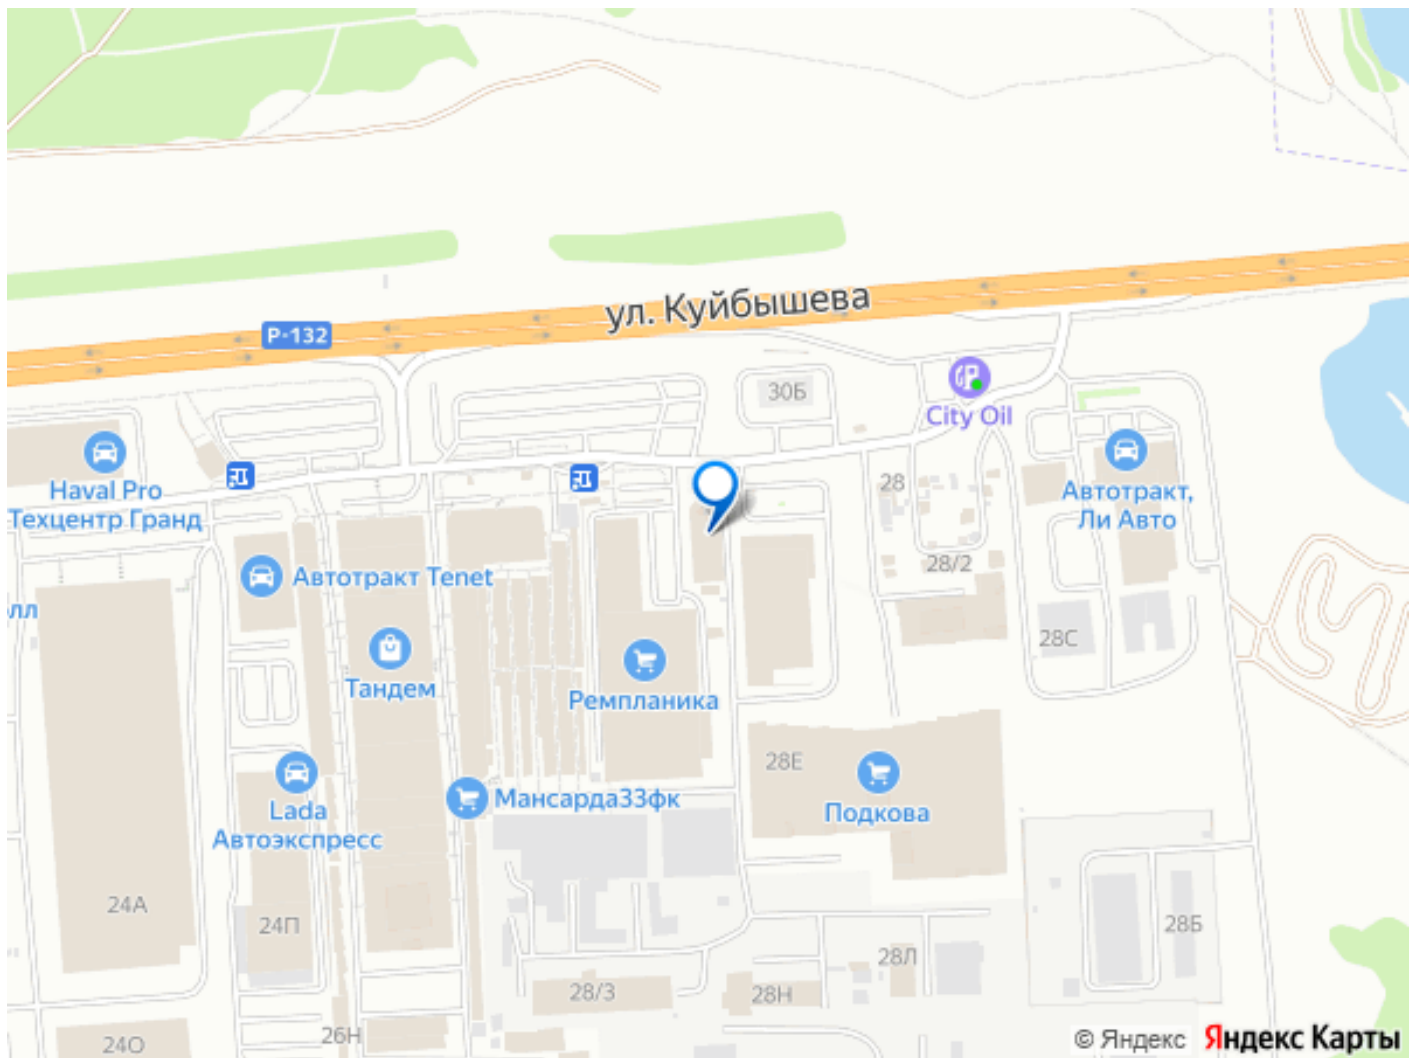 ул. Куйбышева
Р-132
30Б
City Oil
Haval Pro
Техцентр Гранд
28
Автотракт,
Ли Авто
28/2
Автотракт Tenet
лл
28С
Тандем
Ремпланика
28Е
Lada
Автоэкспресс
Мансарда33фк
Подкова
24А
24П
28Б
28Л
28/3
28Н
26Н
24О
© Яндекс
Яндекс Карты